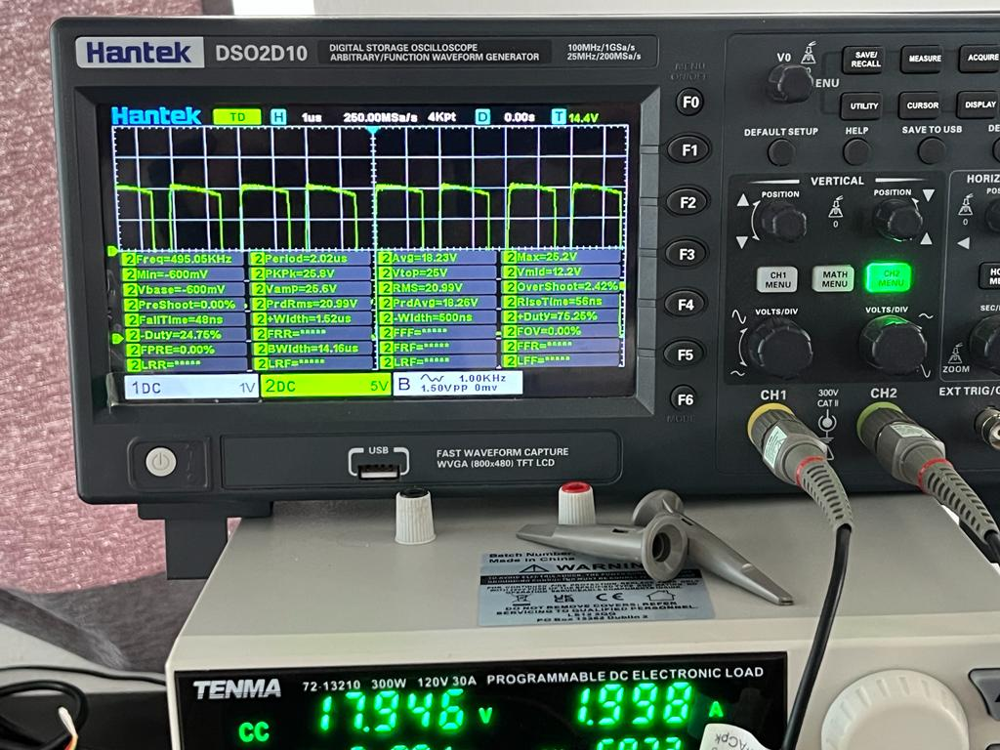 Hantek DSO2D10 DIGITAL STORAGE OSCILLOSCOPE
ARBITRARY/FUNCTION WAVEFORM GENERATOR
100MHz/1GSa/s
25MHz/200MSa/s
MENU
ON/OFF
F0
F1
F2
F3
F4
F5
F6
MODE
Hantek TD H 1us 250.00MSa/s 4Kpt D 0.00s T 14.4V
2 Freq=495.05KHz 2 Period=2.02us 2 Avg=18.23V 2 Max=25.2V
2 Min=-600mV 2 PKPk=25.8V 2 Vtop=25V 2 Vmid=12.2V
2 Vbase=-600mV 2 Vamp=25.6V 2 RMS=20.99V 2 OverShoot=2.42%
2 PreShoot=0.00% 2 PrdRms=20.99V 2 PrdAvg=18.26V 2 RiseTime=56ns
2 FallTime=48ns 2 +Width=1.52us 2 -Width=500ns 2 +Duty=75.25%
2 -Duty=24.75% 2 FRR=***** 2 FFF=***** 2 FOV=0.00%
2 FPRE=0.00% 2 BWidth=14.16us 2 FRF=***** 2 FFR=*****
2 LRR=***** 2 LRF=***** 2 LRF=***** 2 LFF=*****
1DC 1V 2DC 5V B 1.00KHz
1.50VPP 0mv
USB
FAST WAVEFORM CAPTURE
WVGA (800x480) TFT LCD
V0
SAVE/
RECALL
MEASURE
ACQUIRE
UTILITY
CURSOR
DISPLAY
DEFAULT SETUP HELP SAVE TO USB
VERTICAL
POSITION
0
POSITION
0
CH1
MENU
MATH
MENU
CH2
MENU
VOLTS/DIV
VOLTS/DIV
ZOOM
CH1
300V
CAT II
CH2
Batch Number
Made in China
DO NOT REMOVE COVERS; REFER
SERVICING TO QUALIFIED PERSONNEL.
PO Box 13362 Dublin 2
TENMA 72-13210 300W 120V 30A PROGRAMMABLE DC ELECTRONIC LOAD
CC 17.946 V 1.998 A